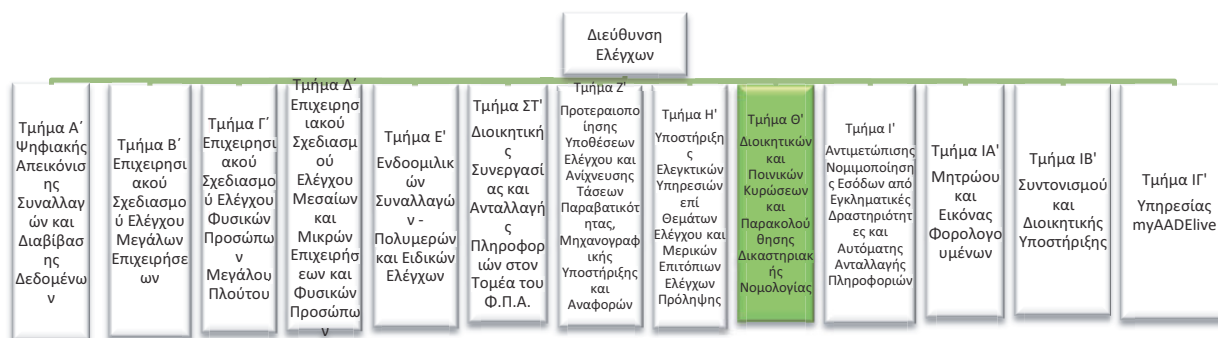 Διεύθυνση
Ελέγχων
Τμήμα Α΄
Ψηφιακής
Απεικόνισ
ης
Συναλλαγ
ών και
Διαβίβασ
ης
Δεδομένω
ν
Τμήμα Β΄
Επιχειρησι
ακού
Σχεδιασμο
ύ Ελέγχου
Μεγάλων
Επιχειρήσε
ων
Τμήμα Γ΄
Επιχειρησι
ακού
Σχεδιασμο
ύ Ελέγχου
Φυσικών
Προσώπω
ν
Μεγάλου
Πλούτου
Τμήμα Δ΄
Επιχειρησ
ιακού
Σχεδιασμ
ού
Ελέγχου
Μεσαίων
και
Μικρών
Επιχειρήσ
εων και
Φυσικών
Προσώπω
ν
Τμήμα Ε'
Ενδοομιλικ
ών
Συναλλαγώ
ν -
Πολυμερών
και Ειδικών
Ελέγχων
Τμήμα ΣΤ'
Διοικητική
ς
Συνεργασ
ίας και
Ανταλλαγή
ς
Πληροφορ
ιών στον
Τομέα του
Φ.Π.Α.
Τμήμα Ζ'
Προτεραιοπο
ίησης
Υποθέσεων
Ελέγχου και
Ανίχνευσης
Τάσεων
Παραβατικότ
ητας,
Μηχανογραφ
ικής
Υποστήριξης
και
Αναφορών
Τμήμα Η'
Υποστήριξη
ς
Ελεγκτικών
Υπηρεσιών
επί
Θεμάτων
Ελέγχου και
Μερικών
Επιτόπιων
Ελέγχων
Πρόληψης
Τμήμα Θ'
Διοικητικών
και
Ποινικών
Κυρώσεων
και
Παρακολού
θησης
Δικαστηριακ
ής
Νομολογίας
Τμήμα Ι'
Αντιμετώπισης
Νομιμοποίηση
ς Εσόδων από
Εγκληματικές
Δραστηριότητ
ες και
Αυτόματης
Ανταλλαγής
Πληροφοριών
Τμήμα ΙΑ'
Μητρώου
και
Εικόνας
Φορολογο
υμένων
Τμήμα ΙΒ'
Συντονισμού
και
Διοικητικής
Υποστήριξης
Τμήμα ΙΓ'
Υπηρεσίας
myAADElive